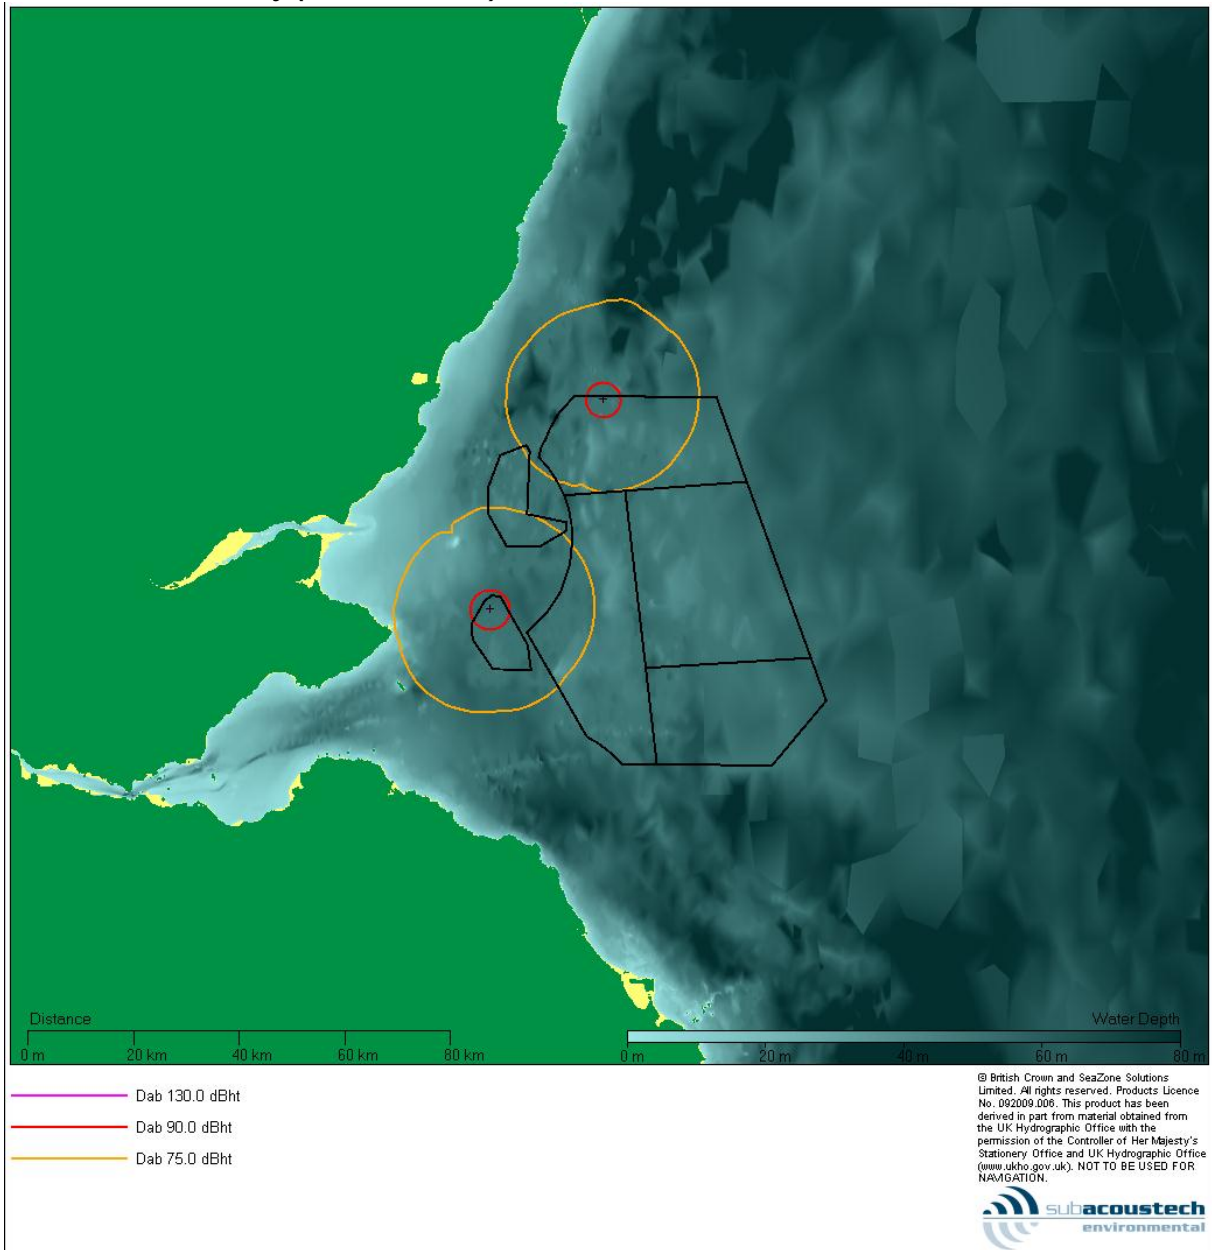 Distance
0 m 20 km 40 km 60 km 80 km
Water Depth
0 m 20 m 40 m 60 m 80 m
Dab 130.0 dBht
Dab 90.0 dBht
Dab 75.0 dBht
© British Crown and SeaZone Solutions
Limited. All rights reserved. Products Licence
No. 092009.006. This product has been
derived in part from material obtained from
the UK Hydrographic Office with the
permission of the Controller of Her Majesty's
Stationery Office and UK Hydrographic Office
(www.ukho.gov.uk). NOT TO BE USED FOR
NAVIGATION.
subacoustech
environmental